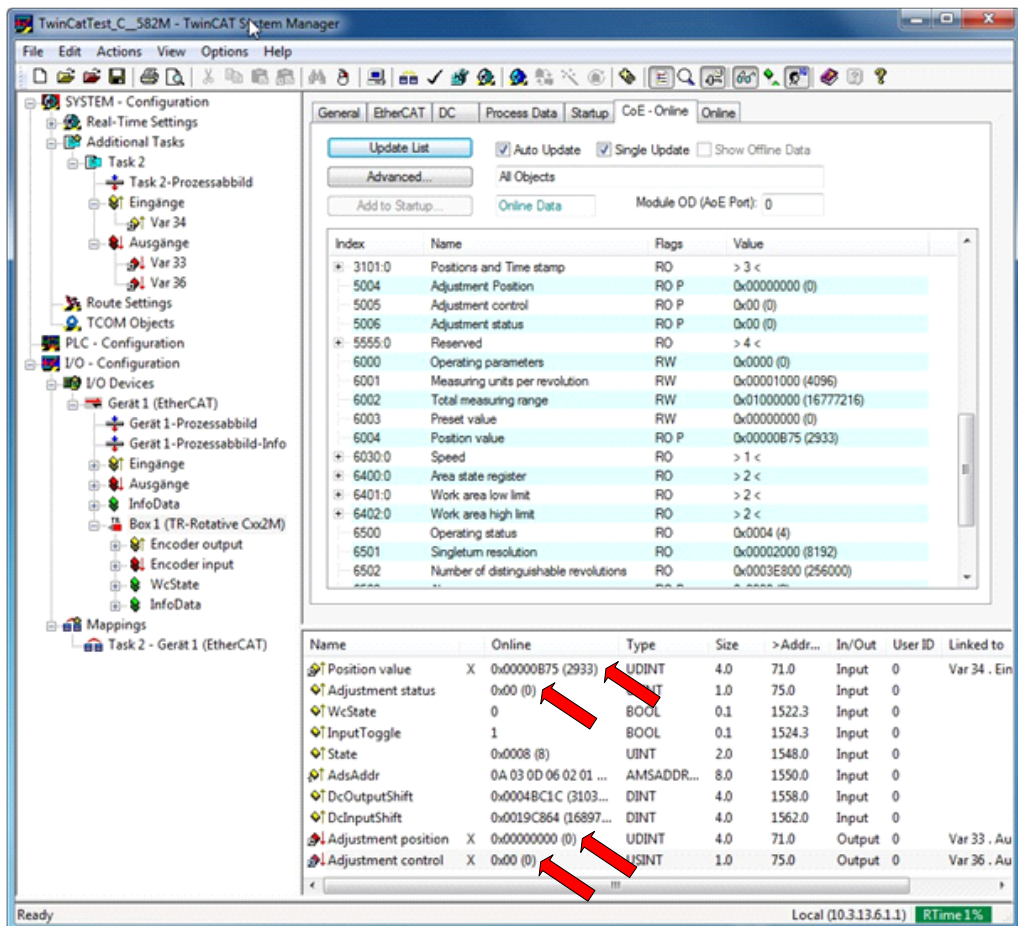 TwinCatTest_C__582M - TwinCAT System Manager
File Edit Actions View Options Help
SYSTEM - Configuration
Real-Time Settings
Additional Tasks
Task 2
Task 2-Prozessabbild
Eingänge
Var 34
Ausgänge
Var 33
Var 36
Route Settings
TCOM Objects
PLC - Configuration
I/O - Configuration
I/O Devices
Gerät 1 (EtherCAT)
Gerät 1-Prozessabbild
Gerät 1-Prozessabbild-Info
Eingänge
Ausgänge
InfoData
Box 1 (TR-Rotative Cxx2M)
Encoder output
Encoder input
WcState
InfoData
Mappings
Task 2 - Gerät 1 (EtherCAT)
General EtherCAT DC Process Data Startup CoE - Online Online
Update List Auto Update Single Update Show Offline Data
Advanced... All Objects
Add to Startup... Online Data Module OD (AoE Port): 0
Index Name Flags Value
3101:0 Positions and Time stamp RO > 3 <
5004 Adjustment Position RO P 0x00000000 (0)
5005 Adjustment control RO P 0x00 (0)
5006 Adjustment status RO P 0x00 (0)
5555:0 Reserved RO > 4 <
6000 Operating parameters RW 0x0000 (0)
6001 Measuring units per revolution RW 0x00001000 (4096)
6002 Total measuring range RW 0x01000000 (16777216)
6003 Preset value RW 0x00000000 (0)
6004 Position value RO P 0x00000B75 (2933)
6030:0 Speed RO > 1 <
6400:0 Area state register RO > 2 <
6401:0 Work area low limit RO > 2 <
6402:0 Work area high limit RO > 2 <
6500 Operating status RO 0x0004 (4)
6501 Singleturn resolution RO 0x00002000 (8192)
6502 Number of distinguishable revolutions RO 0x0003E800 (256000)
Name Online Type Size >Addr... In/Out User ID Linked to
Position value X 0x00000B75 (2933) UDINT 4.0 71.0 Input 0 Var 34 . Ein
Adjustment status 0x00 (0) 1.0 75.0 Input 0
WcState 0 BOOL 0.1 1522.3 Input 0
InputToggle 1 BOOL 0.1 1524.3 Input 0
State 0x0008 (8) UINT 2.0 1548.0 Input 0
AdsAddr 0A 03 0D 06 02 01 ... AMSADDR... 8.0 1550.0 Input 0
DcOutputShift 0x0004BC1C (3103... DINT 4.0 1558.0 Input 0
DcInputShift 0x0019C864 (16897... DINT 4.0 1562.0 Input 0
Adjustment position X 0x00000000 (0) UDINT 4.0 71.0 Output 0 Var 33 . Au
Adjustment control X 0x00 (0) USINT 1.0 75.0 Output 0 Var 36 . Au
Ready Local (10.3.13.6.1.1) RTime 1%